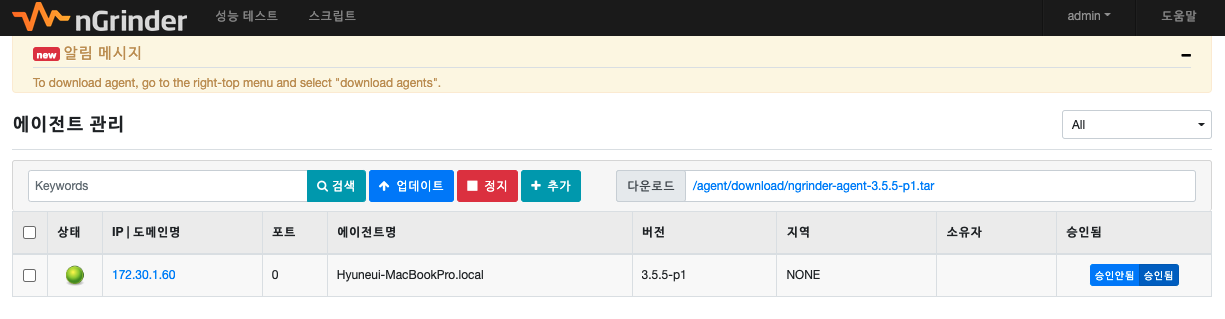 nGrinder 성능 테스트 스크립트 admin 도움말
new 알림 메시지
To download agent, go to the right-top menu and select "download agents".
에이전트 관리 All
Keywords 검색 업데이트 정지 추가 다운로드 /agent/download/ngrinder-agent-3.5.5-p1.tar
상태 IP | 도메인명 포트 에이전트명 버전 지역 소유자 승인됨
172.30.1.60 0 Hyuneui-MacBookPro.local 3.5.5-p1 NONE 승인안됨 승인됨